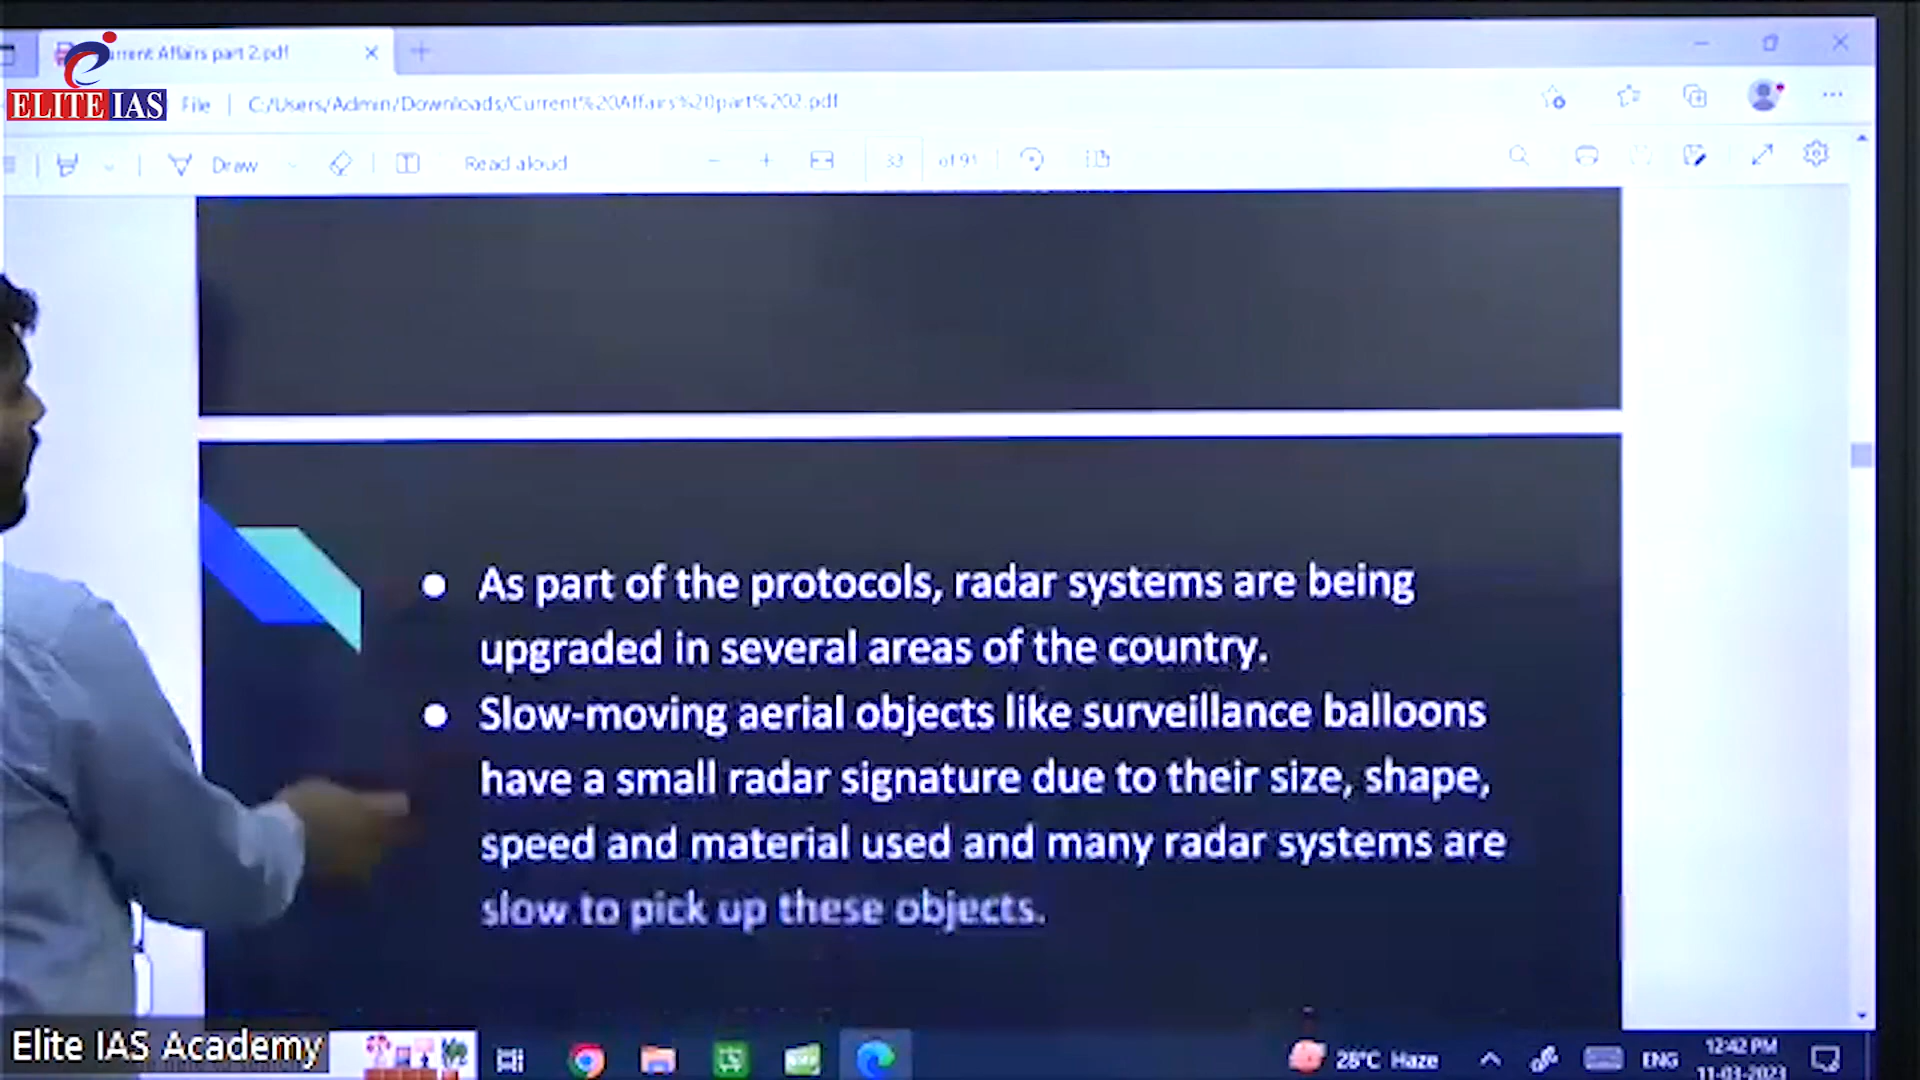 urrent Affairs part 2.pdf
ELITE IAS
File | C:/Users/Admin/Downloads/Current%20Affairs%20part%202.pdf
Draw
Read aloud
33 of 91
● As part of the protocols, radar systems are being
upgraded in several areas of the country.
● Slow-moving aerial objects like surveillance balloons
have a small radar signature due to their size, shape,
speed and material used and many radar systems are
slow to pick up these objects.
Elite IAS Academy
28°C Haze
ENG
12:42 PM
11-03-2023